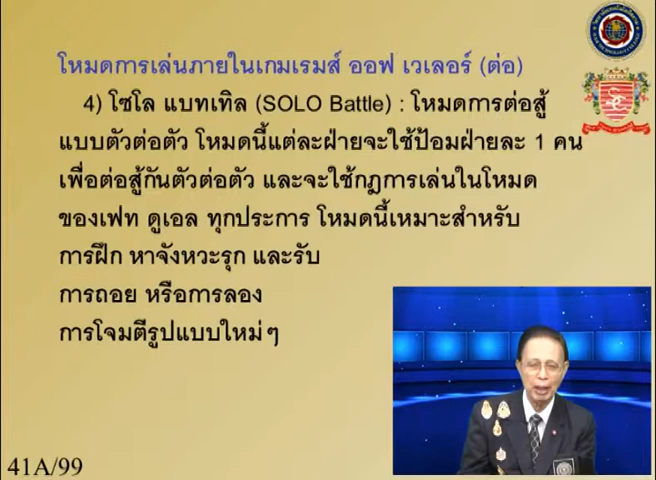 โหมดการเล่นภายในเกมเรมส์ ออฟ เวเลอร์ (ต่อ)
4) โซโล แบทเทิล (SOLO Battle) : โหมดการต่อสู้
แบบตัวต่อตัว โหมดนี้แต่ละฝ่ายจะใช้ป้อมฝ่ายละ 1 คน
เพื่อต่อสู้กันตัวต่อตัว และจะใช้กฎการเล่นในโหมด
ของเฟท ดูเอล ทุกประการ โหมดนี้เหมาะสำหรับ
การฝึก หาจังหวะรุก และรับ
การถอย หรือการลอง
การโจมตีรูปแบบใหม่ๆ
41A/99